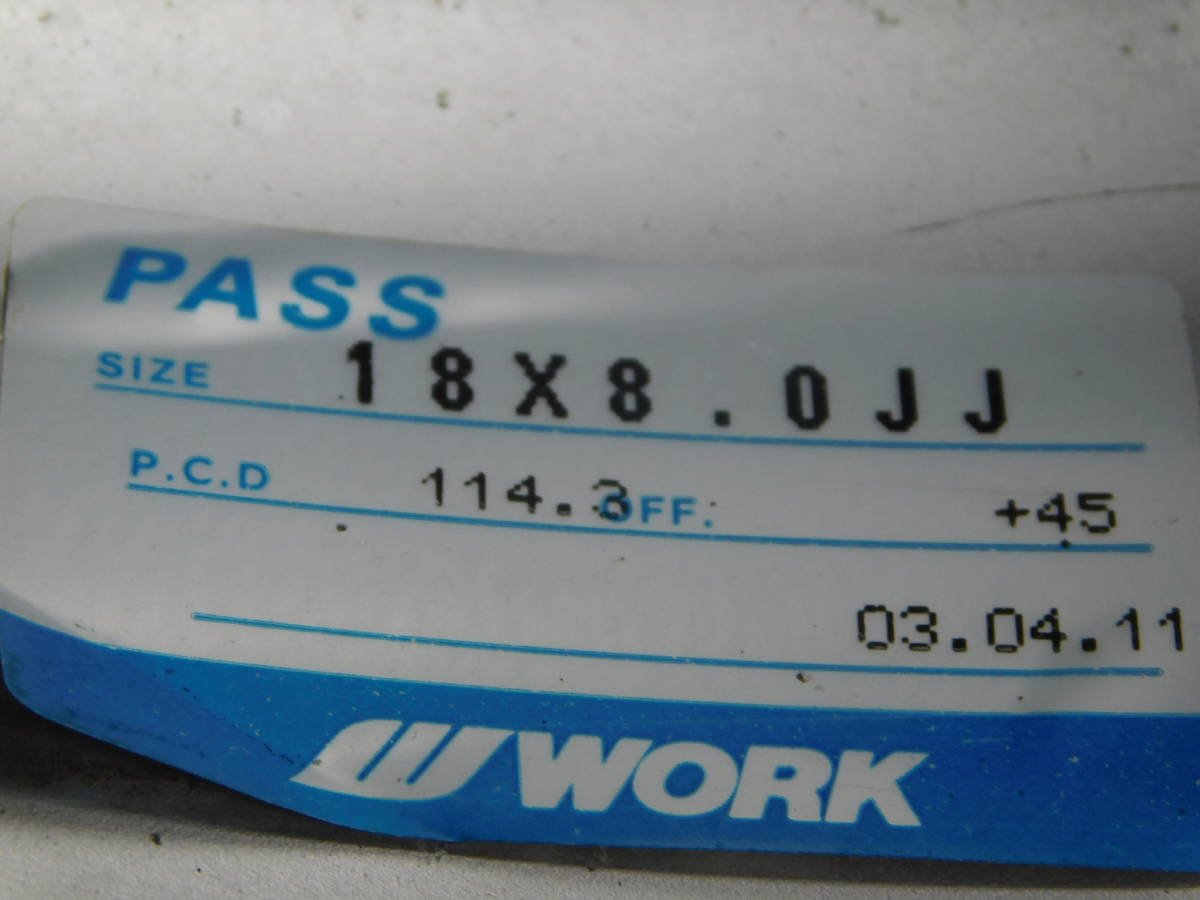 PASS
SIZE 18X8.0JJ
P.C.D 114.3 OFF. +45
03.04.11
WORK